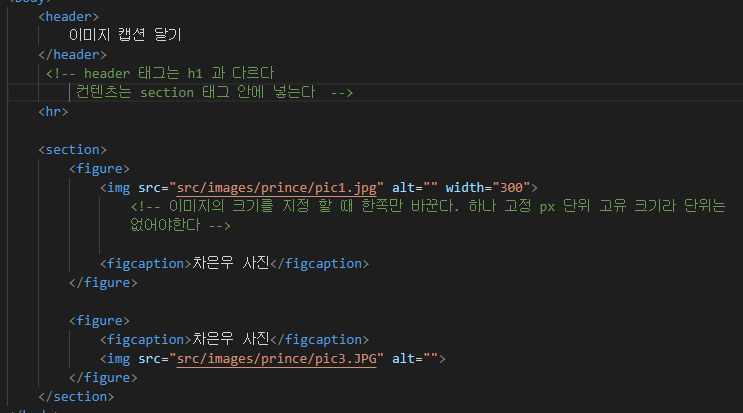 <body>
<header>
이미지 캡션 달기
</header>
<!-- header 태그는 h1 과 다르다
컨텐츠는 section 태그 안에 넣는다  -->
<hr>
<section>
<figure>
<img src="src/images/prince/pic1.jpg" alt="" width="300">
<!-- 이미지의 크기를 지정 할 때 한쪽만 바꾼다. 하나 고정 px 단위 고유 크기라 단위는
없어야한다 -->
<figcaption>차은우 사진</figcaption>
</figure>
<figure>
<figcaption>차은우 사진</figcaption>
<img src="src/images/prince/pic3.JPG" alt="">
</figure>
</section>